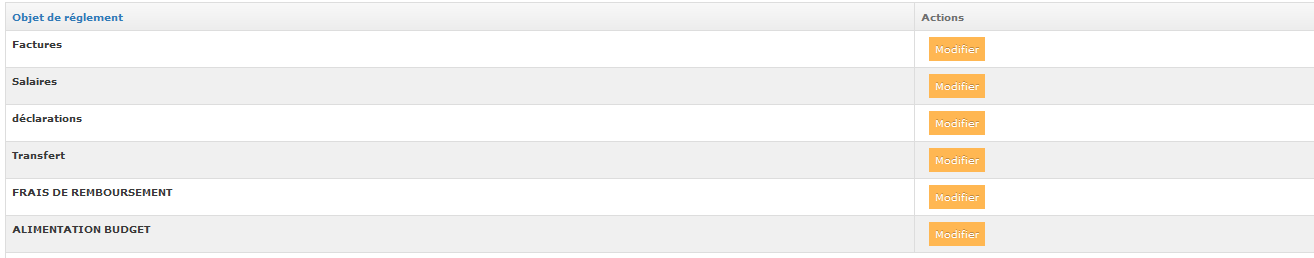 Objet de réglement Actions
Factures Modifier
Salaires Modifier
déclarations Modifier
Transfert Modifier
FRAIS DE REMBOURSEMENT Modifier
ALIMENTATION BUDGET Modifier